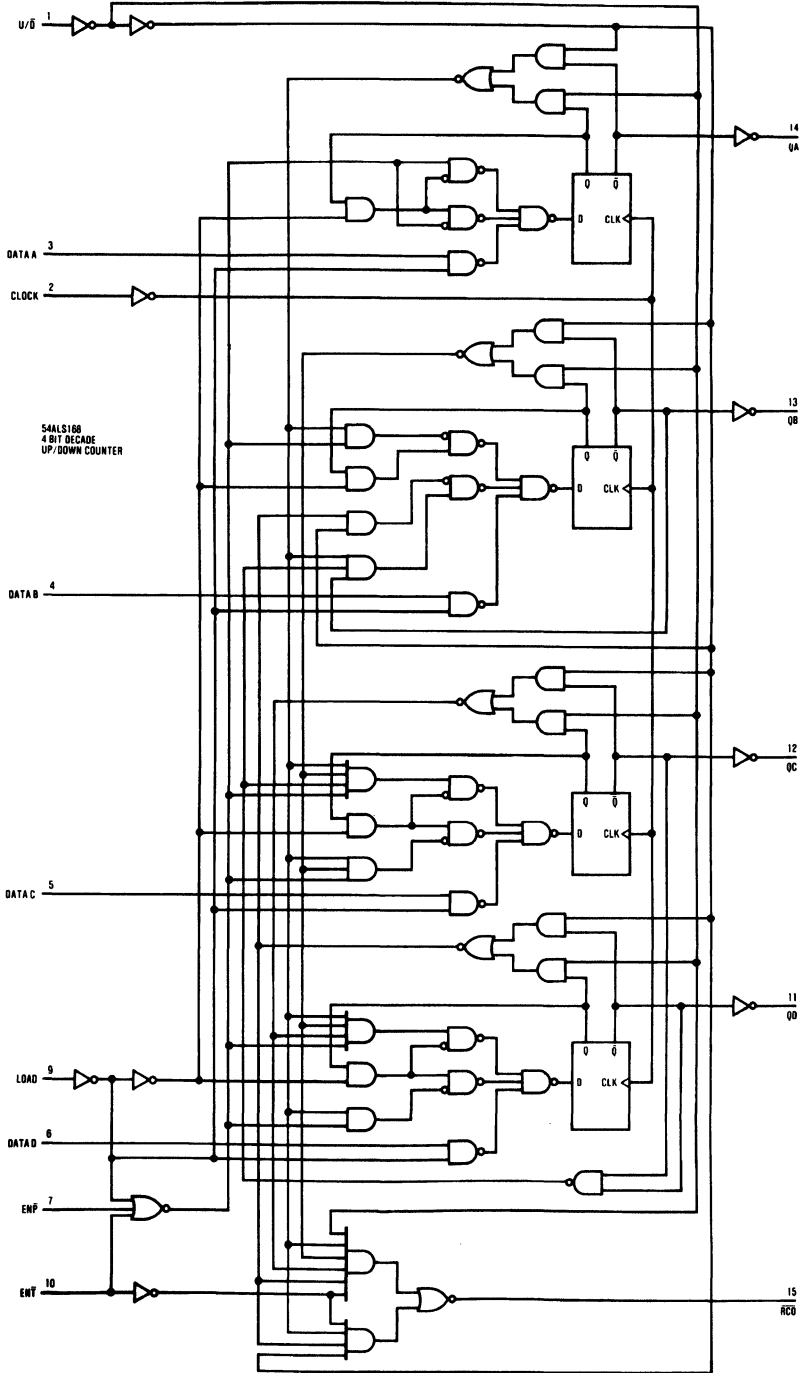 U/D̅ 1
14
QA
Q Q̅
D CLK
DATA A 3
CLOCK 2
13
QB
54ALS168
4 BIT DECADE
UP/DOWN COUNTER
Q Q̅
D CLK
DATA B 4
12
QC
Q Q̅
D CLK
DATA C 5
11
QD
Q Q̅
LOAD 9
D CLK
DATA D 6
ENP̅ 7
ENT̅ 10
15
R̅C̅O̅